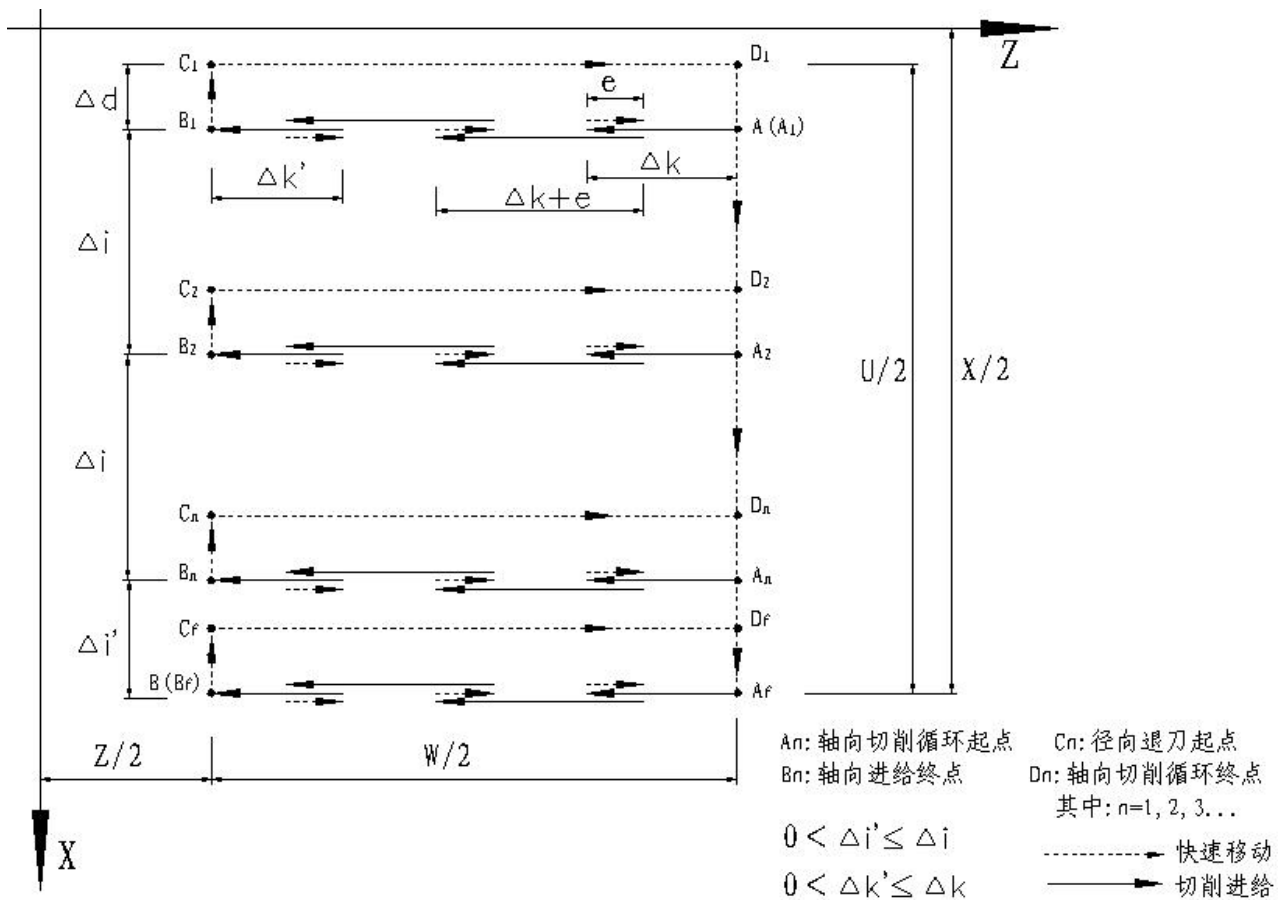 Z
C₁
D₁
Δd
e
B₁
A(A₁)
Δk
Δk'
Δk+e
Δi
C₂
D₂
B₂
A₂
U/2
X/2
Δi
Cn
Dn
Bn
An
Δi'
Cf
Df
B(Bf)
Af
Z/2
W/2
X
An:轴向切削循环起点 Cn:径向退刀起点
Bn:轴向进给终点 Dn:轴向切削循环终点
其中:n=1,2,3...
0<Δi'≤Δi
快速移动
0<Δk'≤Δk
切削进给